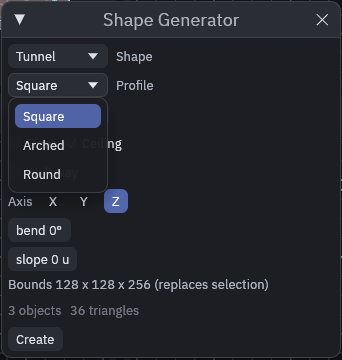 Shape Generator
Tunnel Shape
Square Profile
Square
Arched
Round
Axis X Y Z
bend 0°
slope 0 u
Bounds 128 x 128 x 256 (replaces selection)
3 objects 36 triangles
Create